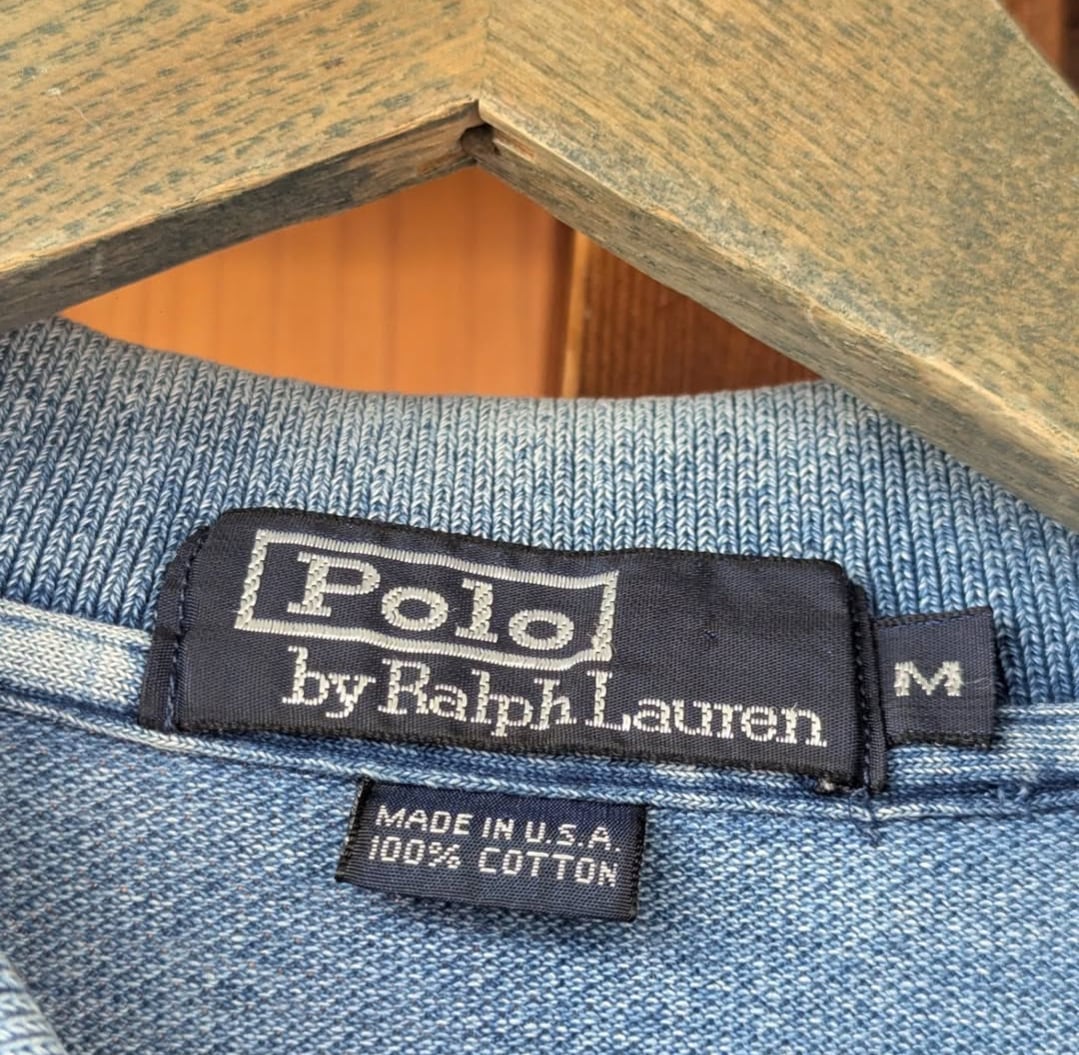 Polo
by Ralph Lauren
M
MADE IN U.S.A.
100% COTTON